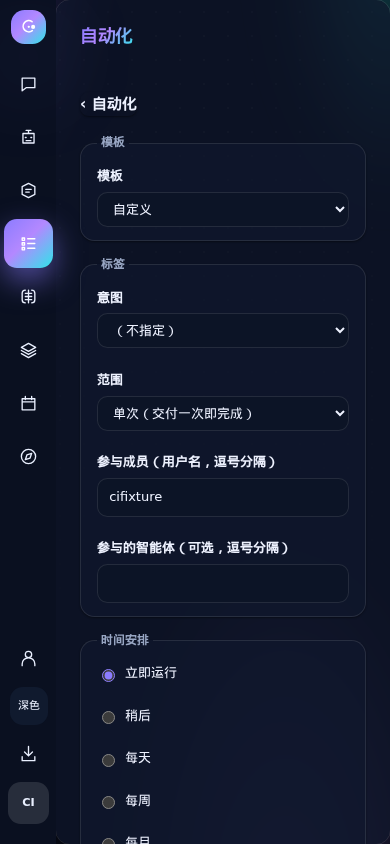 自动化
‹ 自动化
模板
模板
自定义
标签
意图
（不指定）
范围
单次（交付一次即完成）
参与成员（用户名，逗号分隔）
cifixture
参与的智能体（可选，逗号分隔）
时间安排
立即运行
稍后
每天
每周
每月
深色
CI